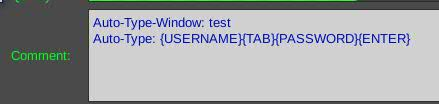 Auto-Type-Window: test
Auto-Type: {USERNAME}{TAB}{PASSWORD}{ENTER}
Comment: